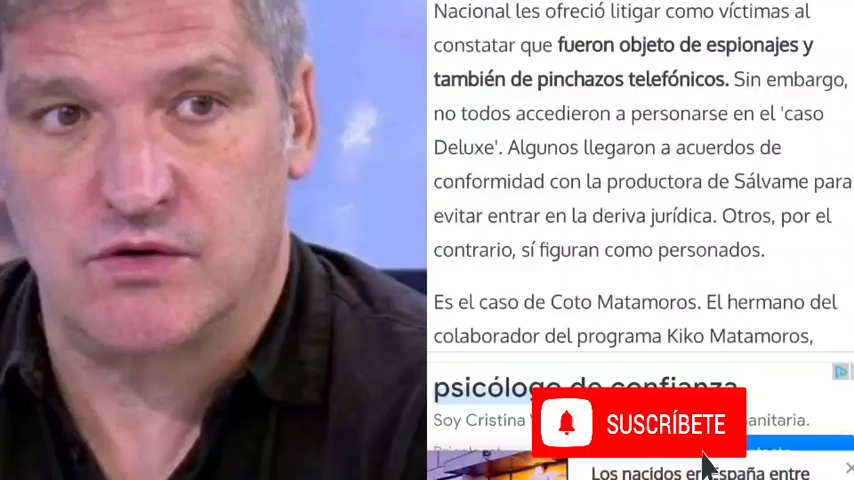 Nacional les ofreció litigar como víctimas al
constatar que fueron objeto de espionajes y
también de pinchazos telefónicos. Sin embargo,
no todos accedieron a personarse en el 'caso
Deluxe'. Algunos llegaron a acuerdos de
conformidad con la productora de Sálvame para
evitar entrar en la deriva jurídica. Otros, por el
contrario, sí figuran como personados.
Es el caso de Coto Matamoros. El hermano del
colaborador del programa Kiko Matamoros,
psicólogo de confianza
Soy Cristina
SUSCRÍBETE
Los nacidos en España entre